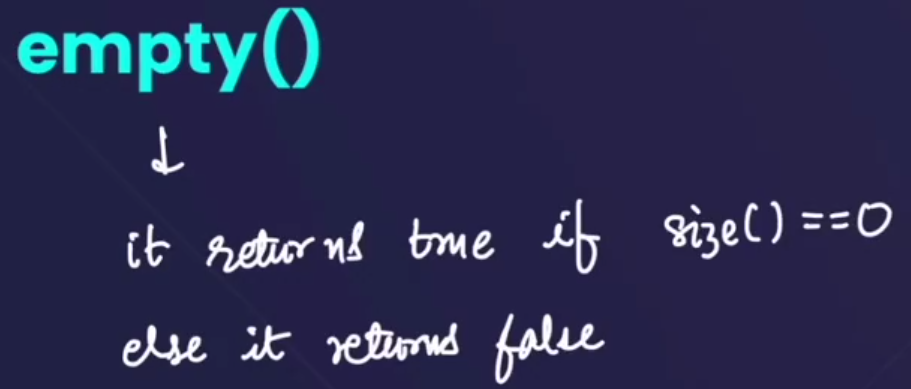 empty()
it returns true if size() ==0
else it returns false